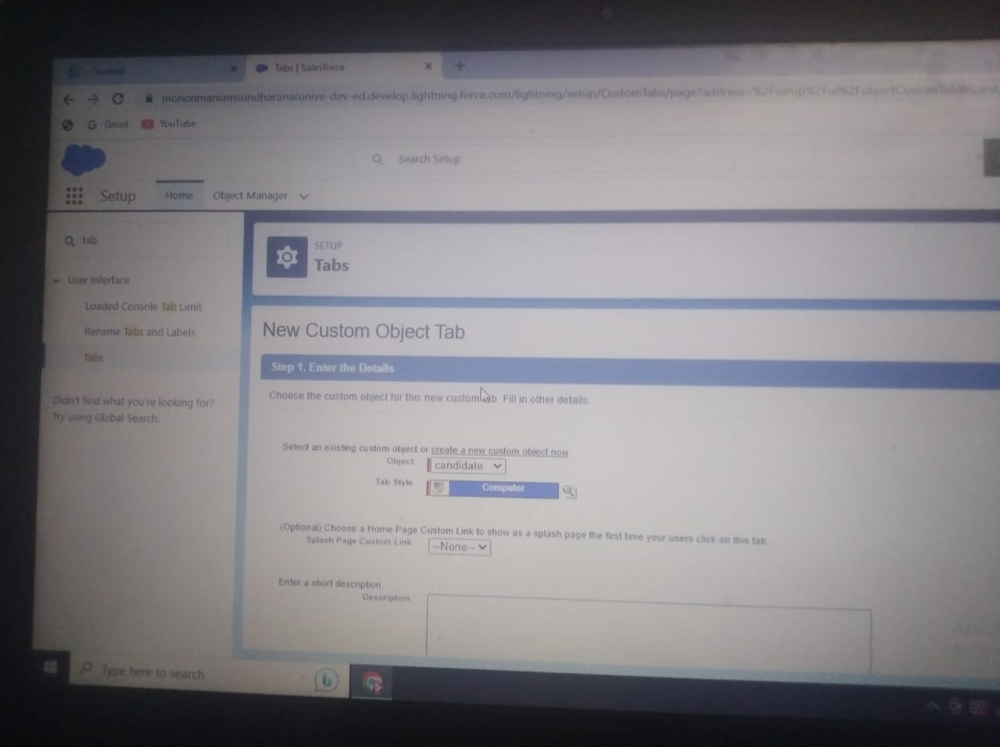 - Student
Tabs | Salesforce
mononmaniamsundharanarunive-dev-ed.develop.lightning.force.com/lightning/setup/CustomTabs/page?address=%2Fsetup%2Fui%2FobjectCustomTabWizard
Gmail
YouTube
Search Setup
Setup
Home
Object Manager
tab
User Interface
Loaded Console Tab Limit
Rename Tabs and Labels
Tabs
Didn't find what you're looking for?
Try using Global Search.
SETUP
Tabs
New Custom Object Tab
Step 1. Enter the Details
Choose the custom object for this new custom tab. Fill in other details.
Select an existing custom object or create a new custom object now
Object
candidate
Tab Style
Computer
(Optional) Choose a Home Page Custom Link to show as a splash page the first time your users click on this tab.
Splash Page Custom Link
--None--
Enter a short description.
Description
Type here to search